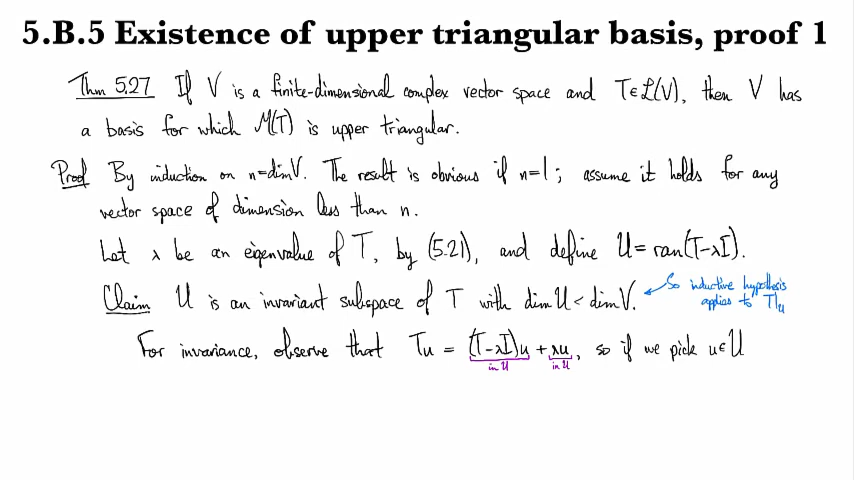 5.B.5 Existence of upper triangular basis, proof 1
Thm 5.27 If V is a finite-dimensional complex vector space and T∈ℒ(V), then V has
a basis for which M(T) is upper triangular.
Proof By induction on n=dimV. The result is obvious if n=1; assume it holds for any
vector space of dimension less than n.
Let λ be an eigenvalue of T, by (5.21), and define U=ran(T-λI).
Claim U is an invariant subspace of T with dim U < dim V.
So inductive hypothesis
applies to T|u
For invariance, observe that Tu = (T-λI)u + λu, so if we pick u∈U
in U in U